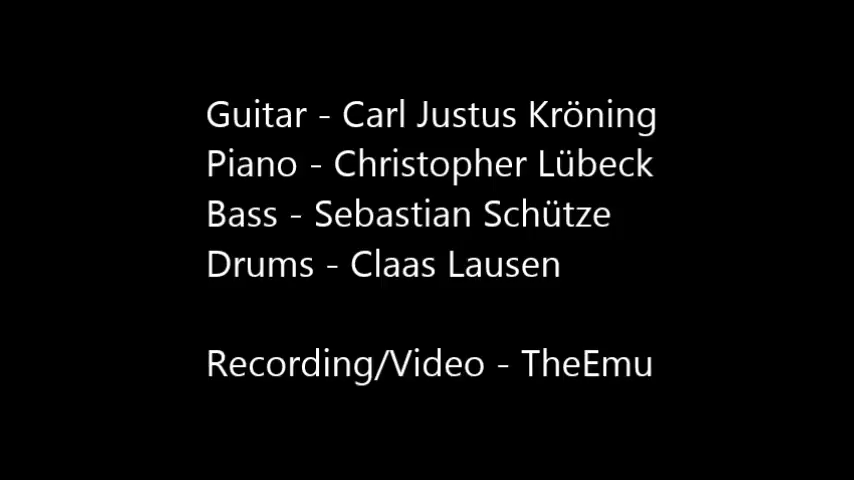 Guitar - Carl Justus Kröning
Piano - Christopher Lübeck
Bass - Sebastian Schütze
Drums - Claas Lausen
Recording/Video - TheEmu